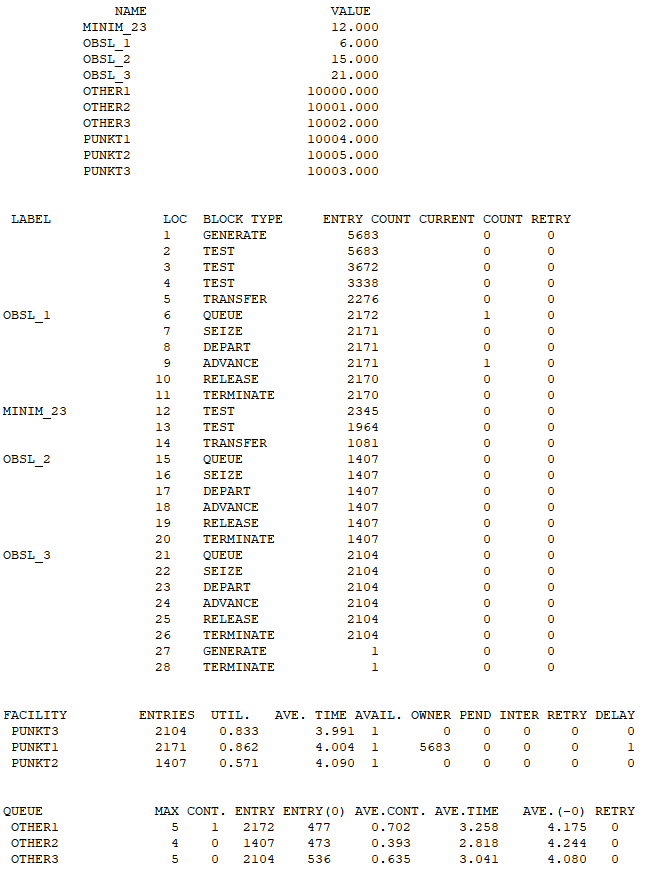 NAME VALUE
MINIM_23 12.000
OBSL_1 6.000
OBSL_2 15.000
OBSL_3 21.000
OTHER1 10000.000
OTHER2 10001.000
OTHER3 10002.000
PUNKT1 10004.000
PUNKT2 10005.000
PUNKT3 10003.000
LABEL LOC BLOCK TYPE ENTRY COUNT CURRENT COUNT RETRY
1 GENERATE 5683 0 0
2 TEST 5683 0 0
3 TEST 3672 0 0
4 TEST 3338 0 0
5 TRANSFER 2276 0 0
OBSL_1 6 QUEUE 2172 1 0
7 SEIZE 2171 0 0
8 DEPART 2171 0 0
9 ADVANCE 2171 1 0
10 RELEASE 2170 0 0
11 TERMINATE 2170 0 0
MINIM_23 12 TEST 2345 0 0
13 TEST 1964 0 0
14 TRANSFER 1081 0 0
OBSL_2 15 QUEUE 1407 0 0
16 SEIZE 1407 0 0
17 DEPART 1407 0 0
18 ADVANCE 1407 0 0
19 RELEASE 1407 0 0
20 TERMINATE 1407 0 0
OBSL_3 21 QUEUE 2104 0 0
22 SEIZE 2104 0 0
23 DEPART 2104 0 0
24 ADVANCE 2104 0 0
25 RELEASE 2104 0 0
26 TERMINATE 2104 0 0
27 GENERATE 1 0 0
28 TERMINATE 1 0 0
FACILITY ENTRIES UTIL. AVE. TIME AVAIL. OWNER PEND INTER RETRY DELAY
PUNKT3 2104 0.833 3.991 1 0 0 0 0 0
PUNKT1 2171 0.862 4.004 1 5683 0 0 0 1
PUNKT2 1407 0.571 4.090 1 0 0 0 0 0
QUEUE MAX CONT. ENTRY ENTRY(0) AVE.CONT. AVE.TIME AVE.(-0) RETRY
OTHER1 5 1 2172 477 0.702 3.258 4.175 0
OTHER2 4 0 1407 473 0.393 2.818 4.244 0
OTHER3 5 0 2104 536 0.635 3.041 4.080 0